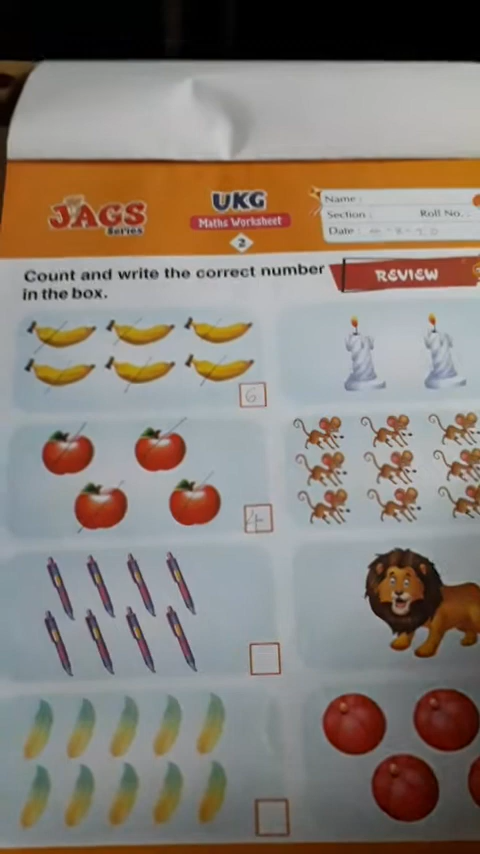 JAGS
Series
UKG
Maths Worksheet
2
Name :
Section : Roll No. :
Date :
Count and write the correct number
in the box.
REVIEW
6
4